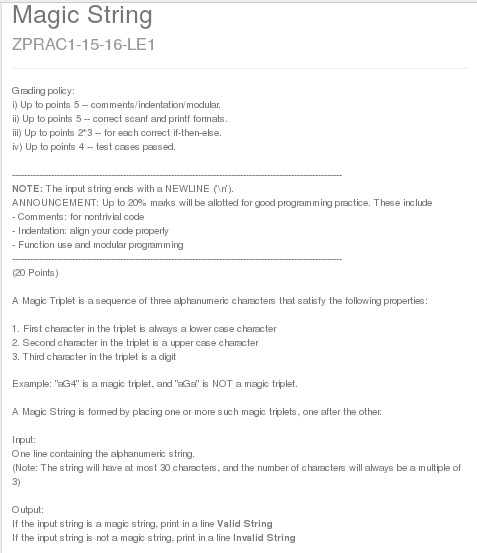 Magic String
ZPRAC1-15-16-LE1
Grading policy:
i) Up to points 5 -- comments/indentation/modular.
ii) Up to points 5 -- correct scanf and printf formats.
iii) Up to points 2*3 -- for each correct if-then-else.
iv) Up to points 4 -- test cases passed.
--------------------------------------------------------------------------------------------------------------
NOTE: The input string ends with a NEWLINE ('\n').
ANNOUNCEMENT: Up to 20% marks will be allotted for good programming practice. These include
- Comments: for nontrivial code
- Indentation: align your code properly
- Function use and modular programming
--------------------------------------------------------------------------------------------------------------
(20 Points)
A Magic Triplet is a sequence of three alphanumeric characters that satisfy the following properties:
1. First character in the triplet is always a lower case character
2. Second character in the triplet is a upper case character
3. Third character in the triplet is a digit
Example: "aG4" is a magic triplet, and "aGa" is NOT a magic triplet.
A Magic String is formed by placing one or more such magic triplets, one after the other.
Input:
One line containing the alphanumeric string.
(Note: The string will have at most 30 characters, and the number of characters will always be a multiple of
3)
Output:
If the input string is a magic string, print in a line Valid String
If the input string is not a magic string, print in a line Invalid String